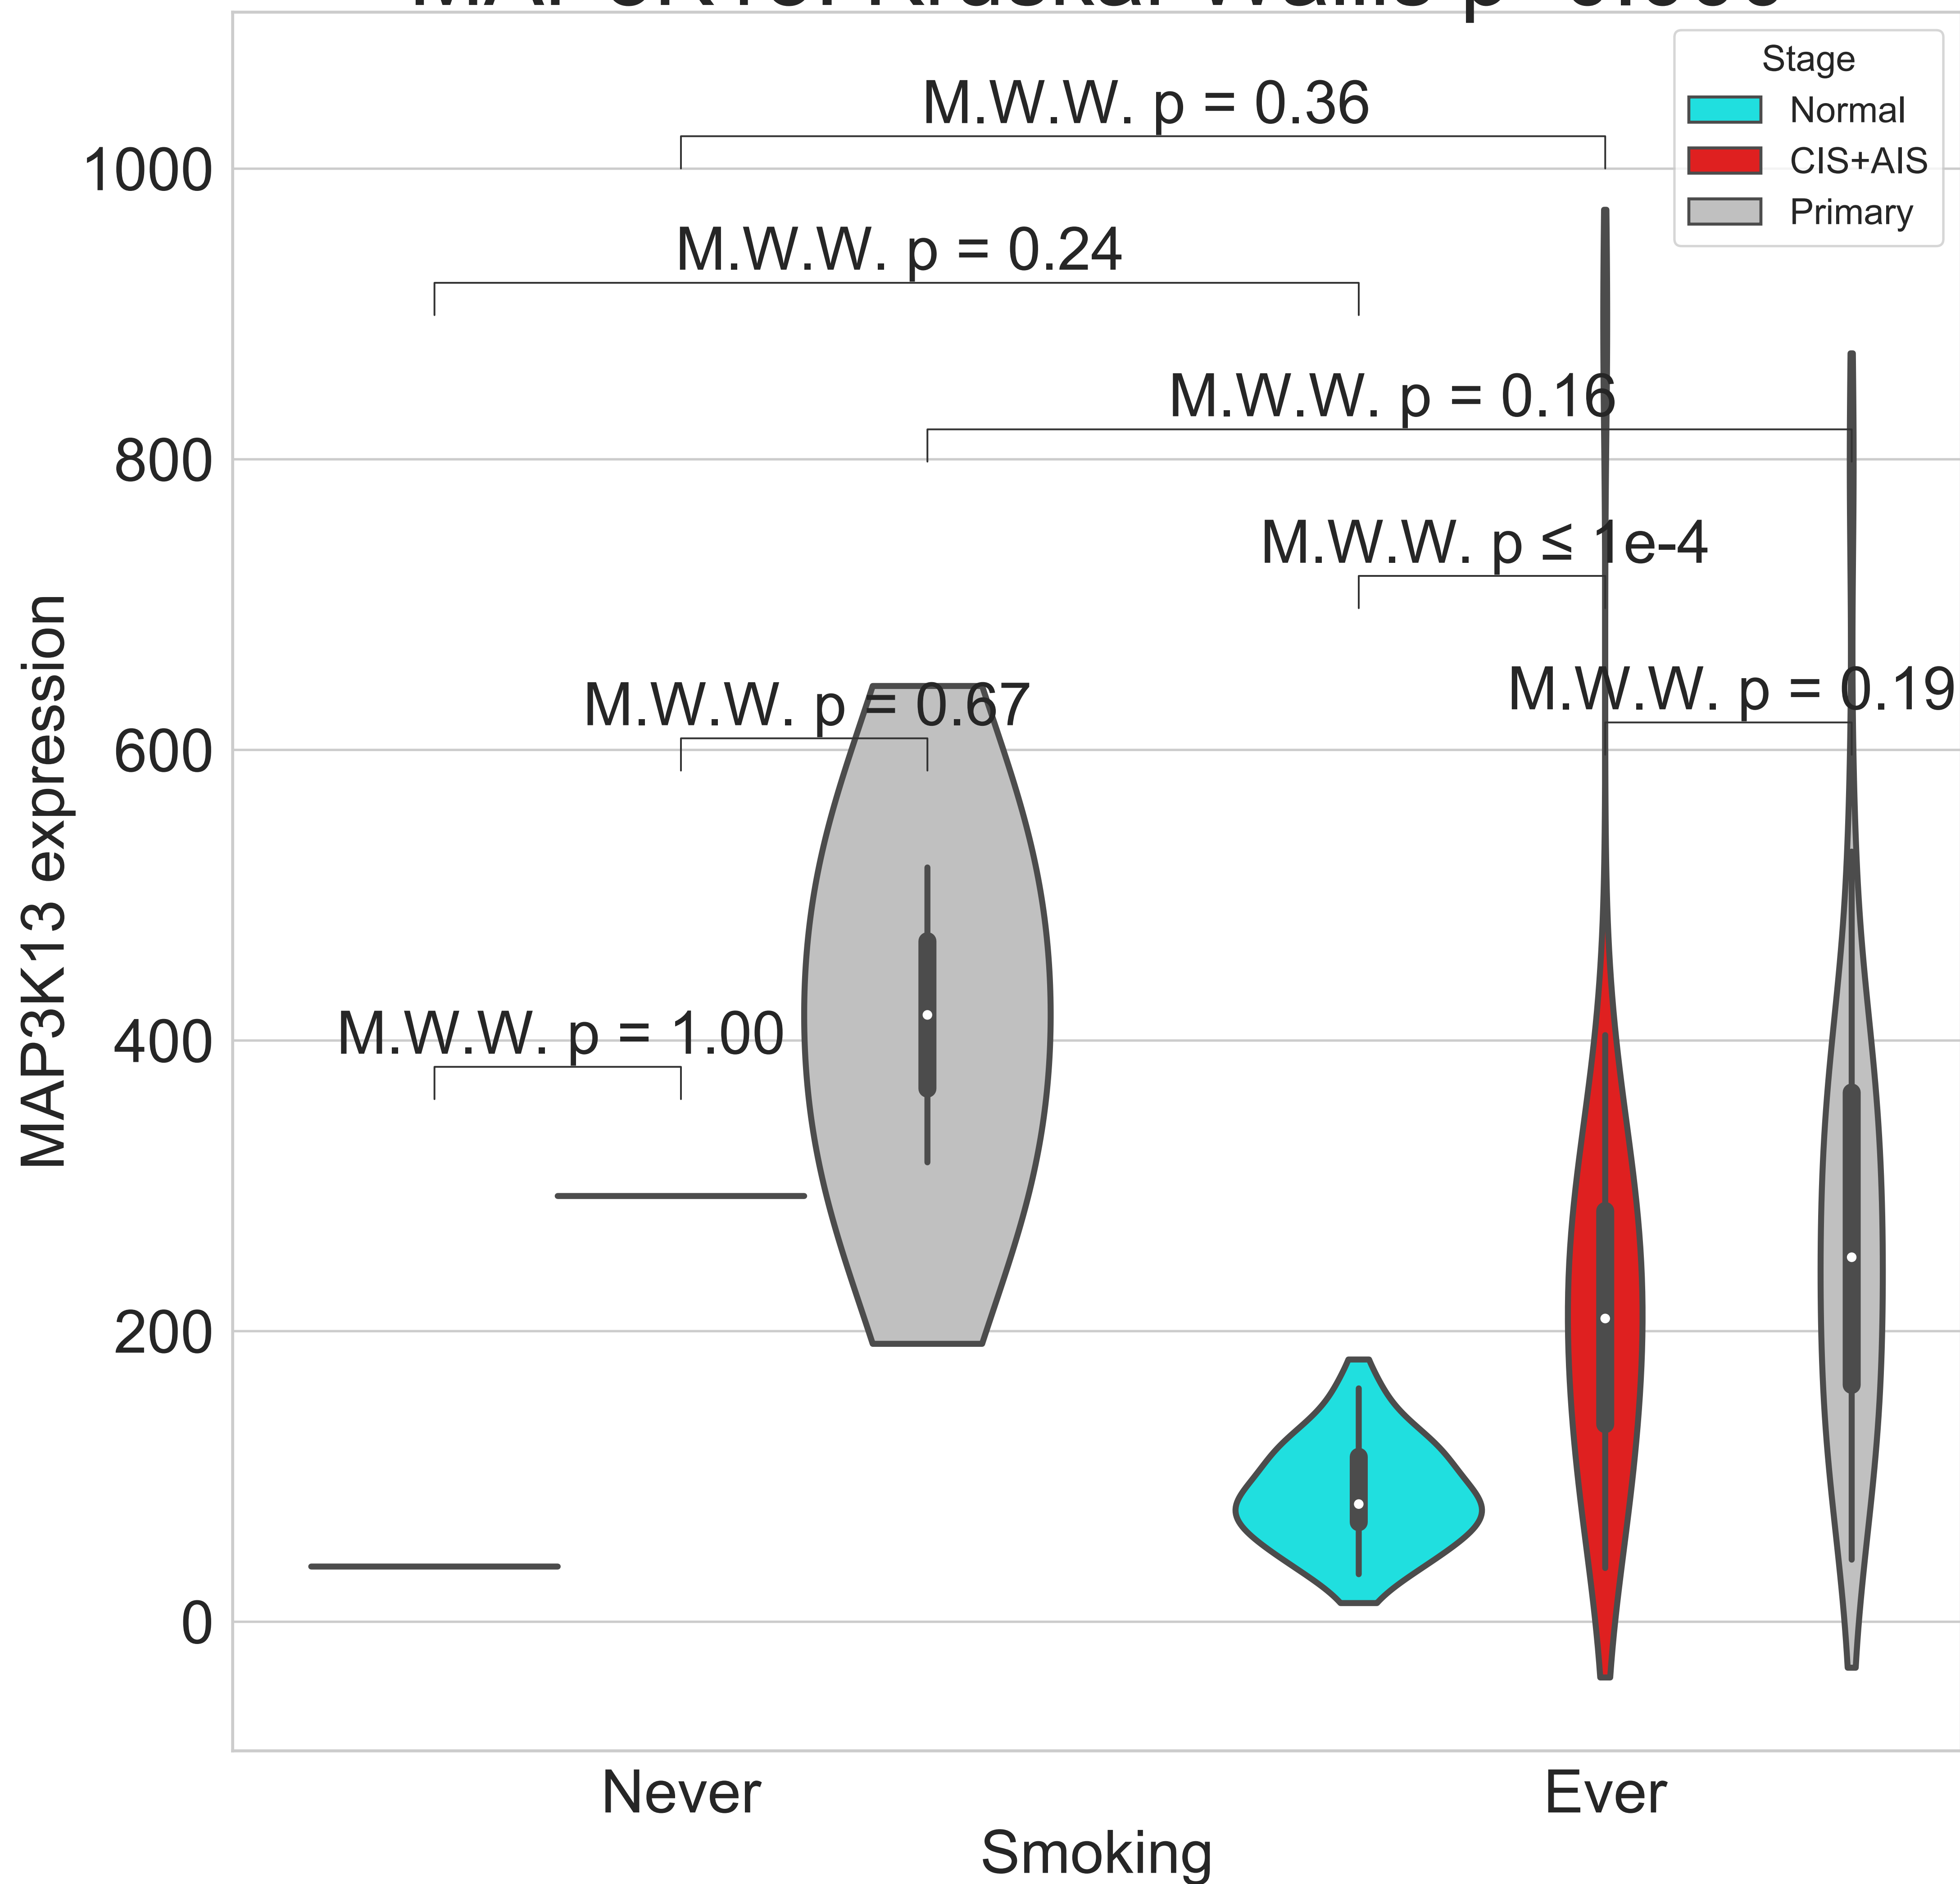 Stage
Normal
CIS+AIS
Primary
M.W.W. p = 0.36
M.W.W. p = 0.24
M.W.W. p = 0.16
M.W.W. p ≤ 1e-4
M.W.W. p = 0.19
M.W.W. p = 0.67
M.W.W. p = 1.00
1000
800
600
400
200
0
MAP3K13 expression
Never
Ever
Smoking